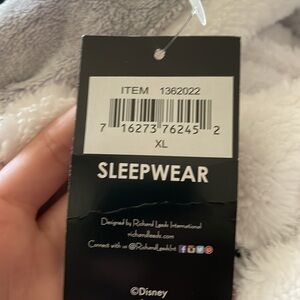 ITEM 1362022
7 16273 76245 2
XL
SLEEPWEAR
Designed by Richard Leeds International
richardleeds.com
Connect with us @RichardLeedsInt
©Disney